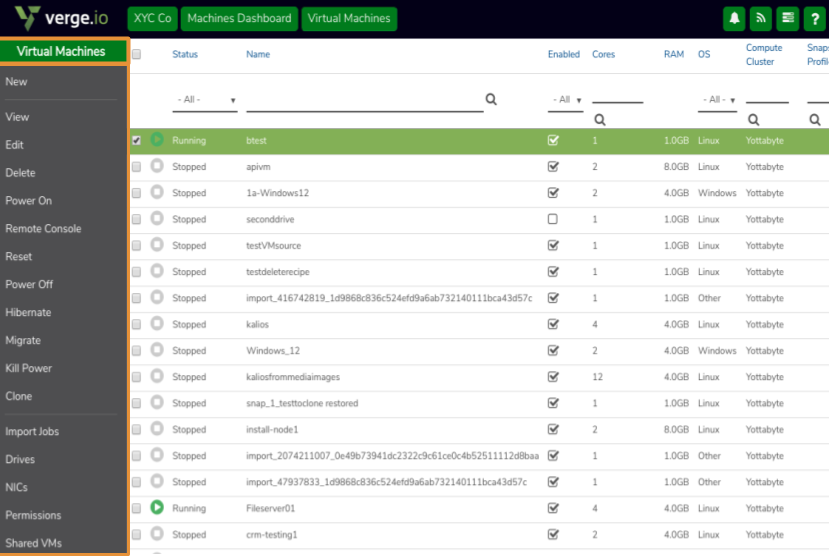 verge.io XYC Co Machines Dashboard Virtual Machines
Virtual Machines
New
View
Edit
Delete
Power On
Remote Console
Reset
Power Off
Hibernate
Migrate
Kill Power
Clone
Import Jobs
Drives
NICs
Permissions
Shared VMs
Status Name Enabled Cores RAM OS Compute Cluster Snaps Profil
- All - - All - All -
Running btest 1 1.0GB Linux Yottabyte
Stopped apivm 2 8.0GB Linux Yottabyte
Stopped 1a-Windows12 2 4.0GB Windows Yottabyte
Stopped seconddrive 1 1.0GB Linux Yottabyte
Stopped testVMsource 1 1.0GB Linux Yottabyte
Stopped testdeleterecipe 1 1.0GB Linux Yottabyte
Stopped import_416742819_1d9868c836c524efd9a6ab732140111bca43d57c 1 1.0GB Other Yottabyte
Stopped kalios 4 4.0GB Linux Yottabyte
Stopped Windows_12 2 4.0GB Windows Yottabyte
Stopped kaliosfrommediaimages 12 4.0GB Linux Yottabyte
Stopped snap_1_testtoclone restored 1 1.0GB Linux Yottabyte
Stopped install-node1 2 8.0GB Linux Yottabyte
Stopped import_2074211007_0e49b73941dc2322c9c61ce0c4b52511112d8baa 1 1.0GB Other Yottabyte
Stopped import_47937833_1d9868c836c524efd9a6ab732140111bca43d57c 1 1.0GB Other Yottabyte
Running Fileserver01 4 4.0GB Linux Yottabyte
Stopped crm-testing1 2 4.0GB Linux Yottabyte